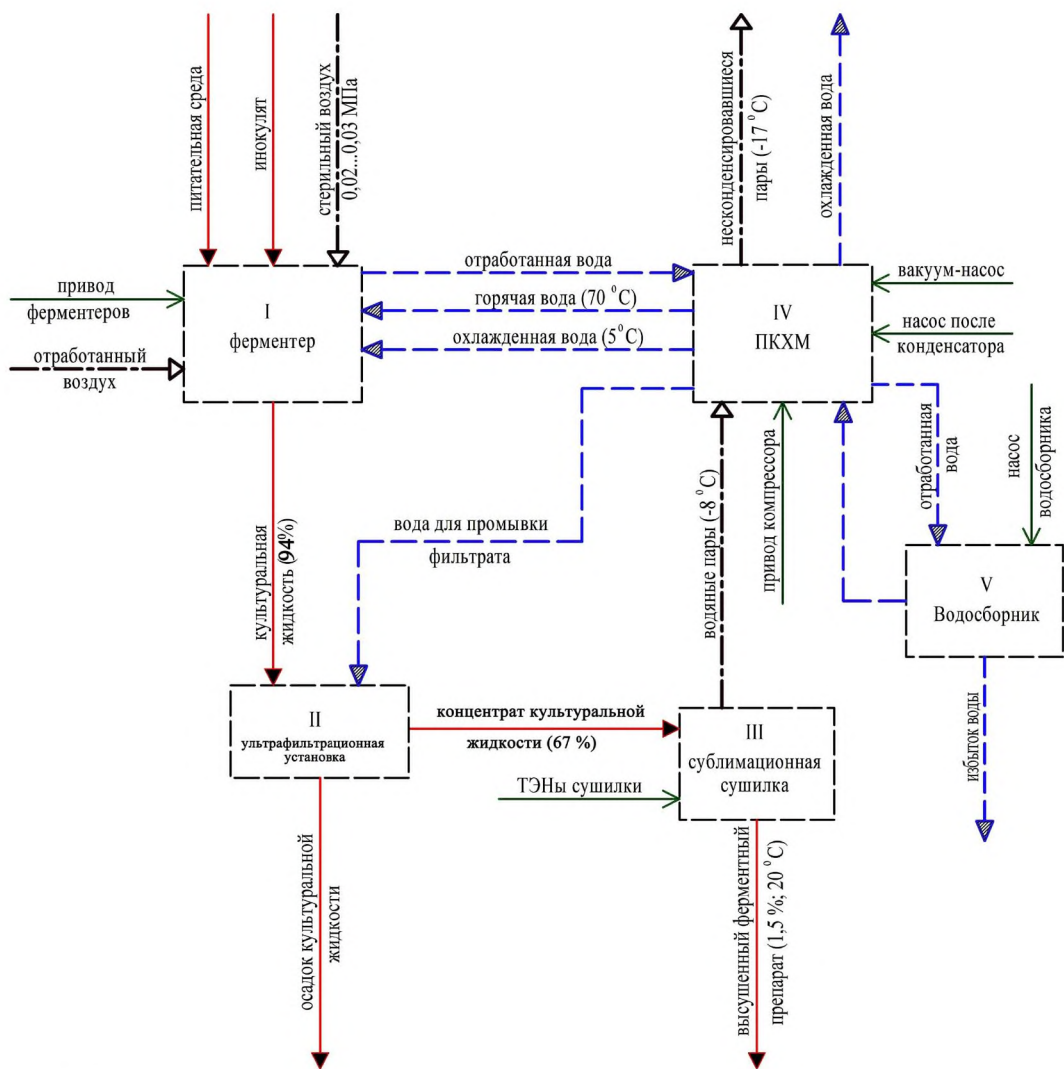 питательная среда
инокулят
стерильный воздух
0,02...0,03 МПа
несконденсировавшиеся
пары (-17 °С)
охлажденная вода
привод
ферментеров
отработанный
воздух
I
ферментер
отработанная вода
горячая вода (70 °С)
охлажденная вода (5°С)
IV
ПКХМ
вакуум-насос
насос после
конденсатора
культуральная
жидкость (94%)
вода для промывки
фильтрата
водяные пары (-8 °С)
привод компрессора
отработанная
вода
насос
водосборника
V
Водосборник
избыток воды
II
ультрафильтрационная
установка
концентрат культуральной
жидкости (67 %)
ТЭНы сушилки
III
сублимационная
сушилка
осадок культуральной
жидкости
высушенный ферментный
препарат (1,5 %; 20 °С)